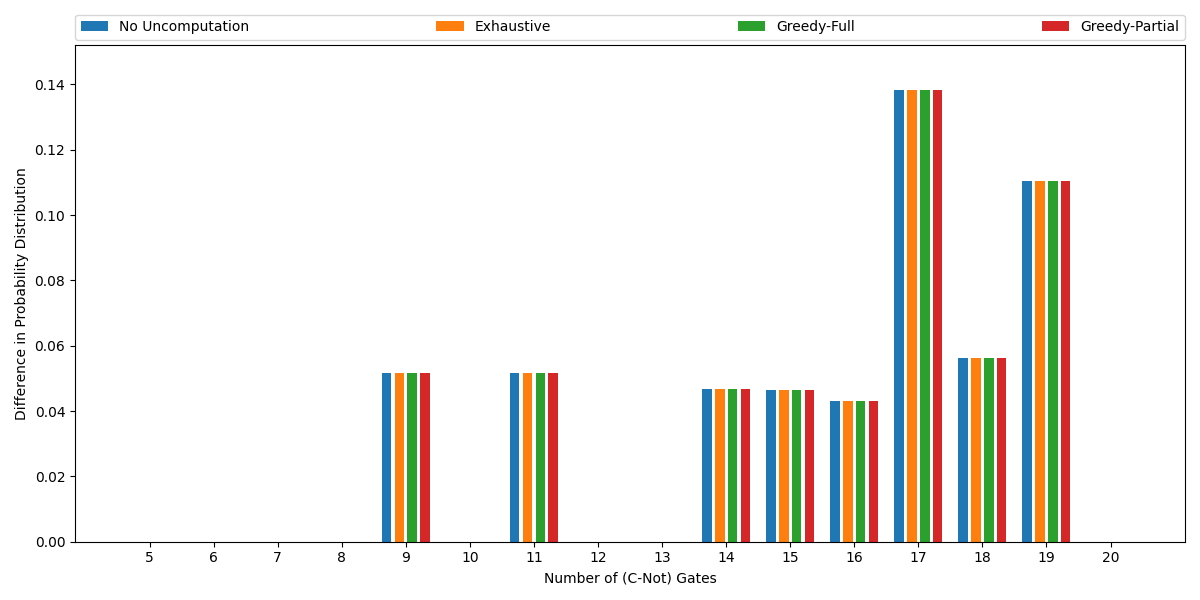 No Uncomputation Exhaustive Greedy-Full Greedy-Partial
Difference in Probability Distribution
0.14
0.12
0.10
0.08
0.06
0.04
0.02
0.00
5 6 7 8 9 10 11 12 13 14 15 16 17 18 19 20
Number of (C-Not) Gates